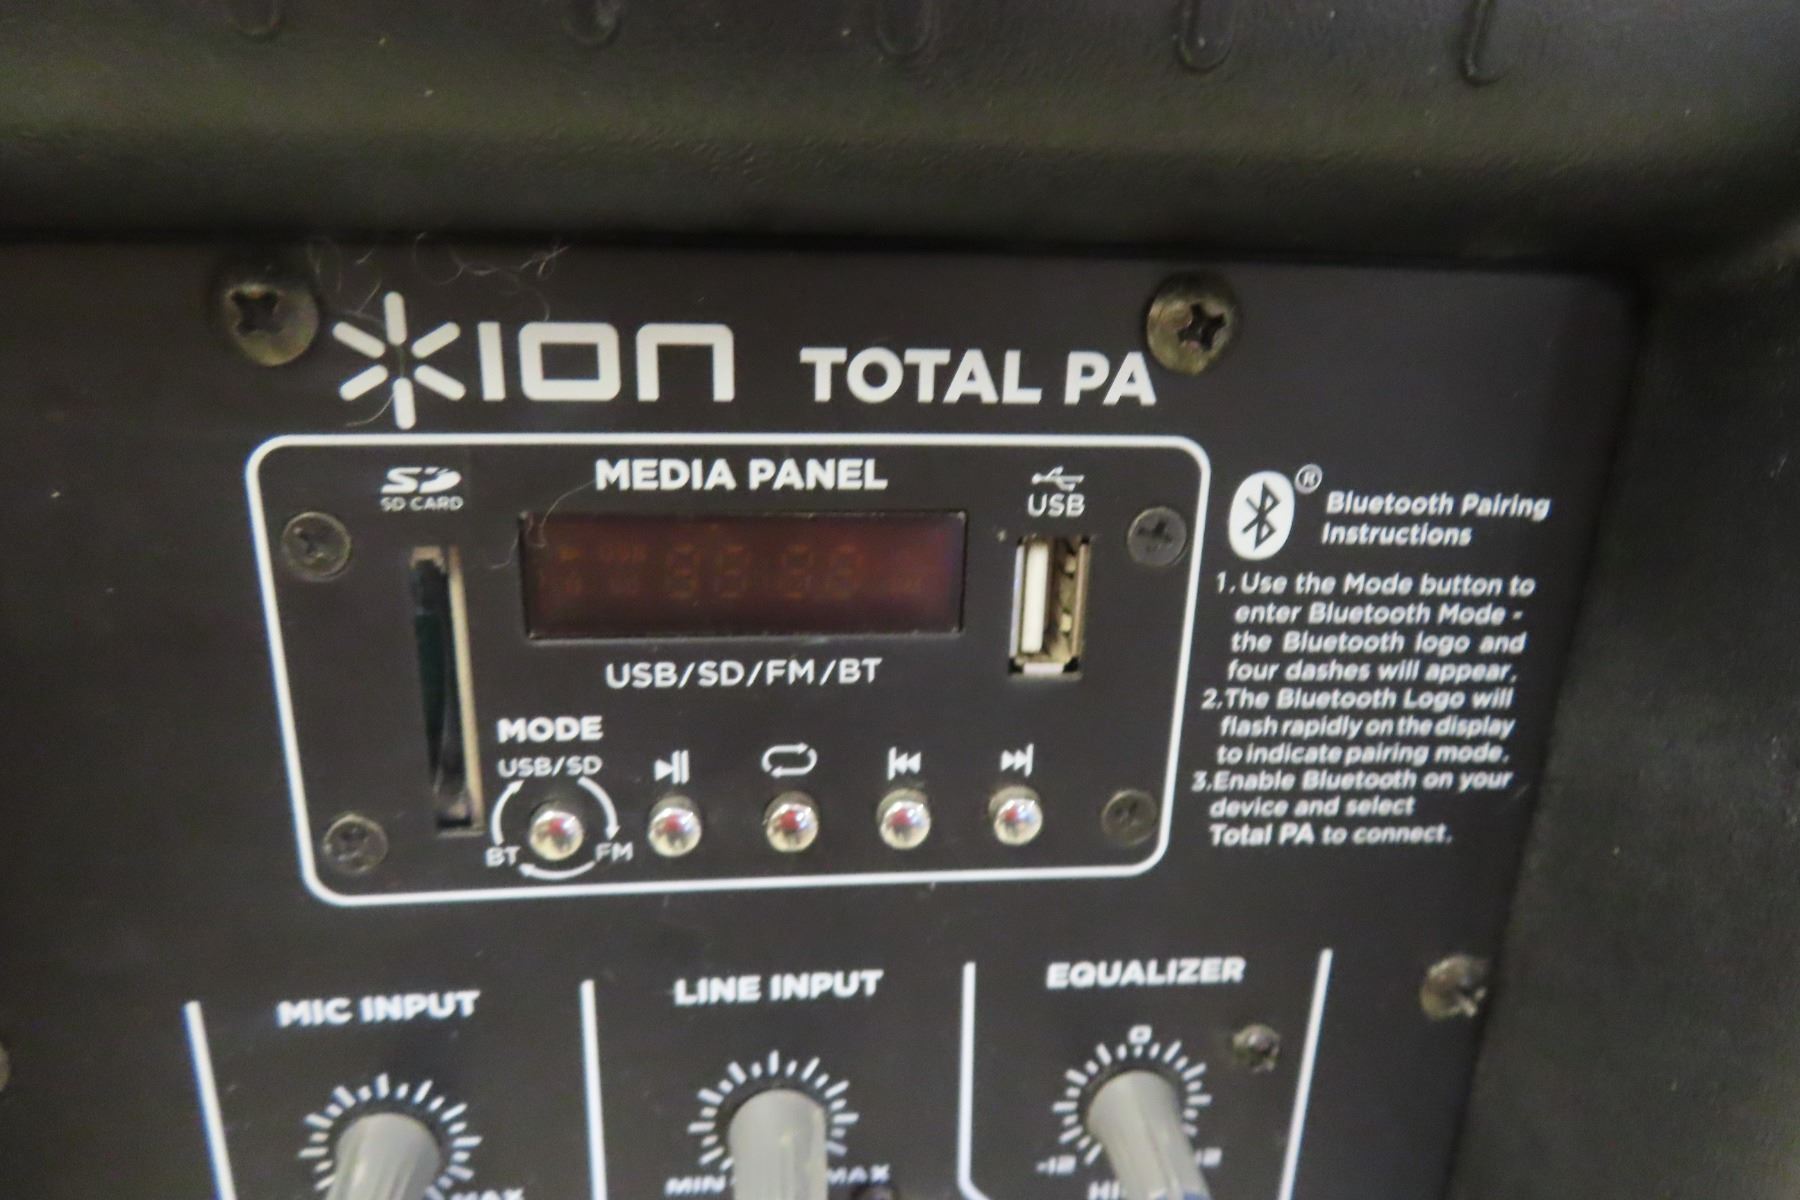 ION TOTAL PA
MEDIA PANEL
SD CARD
USB
USB/SD/FM/BT
MODE
USB/SD
BT
FM
® Bluetooth Pairing
Instructions
1. Use the Mode button to
enter Bluetooth Mode -
the Bluetooth logo and
four dashes will appear.
2. The Bluetooth Logo will
flash rapidly on the display
to indicate pairing mode.
3. Enable Bluetooth on your
device and select
Total PA to connect.
MIC INPUT
LINE INPUT
EQUALIZER
0
MAX
MIN
MAX
-12
12